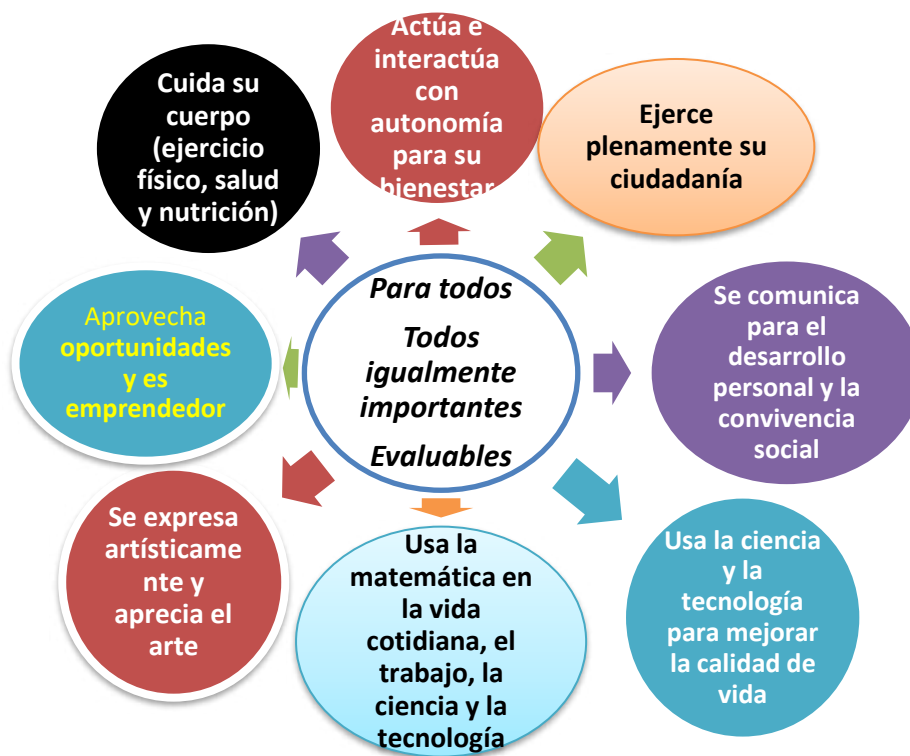 Actúa e
interactúa
con
autonomía
para su
bienestar
Cuida su
cuerpo
(ejercicio
físico, salud
y nutrición)
Ejerce
plenamente su
ciudadanía
Para todos
Todos
igualmente
importantes
Evaluables
Aprovecha
oportunidades
y es
emprendedor
Se comunica
para el
desarrollo
personal y la
convivencia
social
Se expresa
artísticame
nte y
aprecia el
arte
Usa la
matemática en
la vida
cotidiana, el
trabajo, la
ciencia y la
tecnología
Usa la ciencia
y la
tecnología
para mejorar
la calidad de
vida